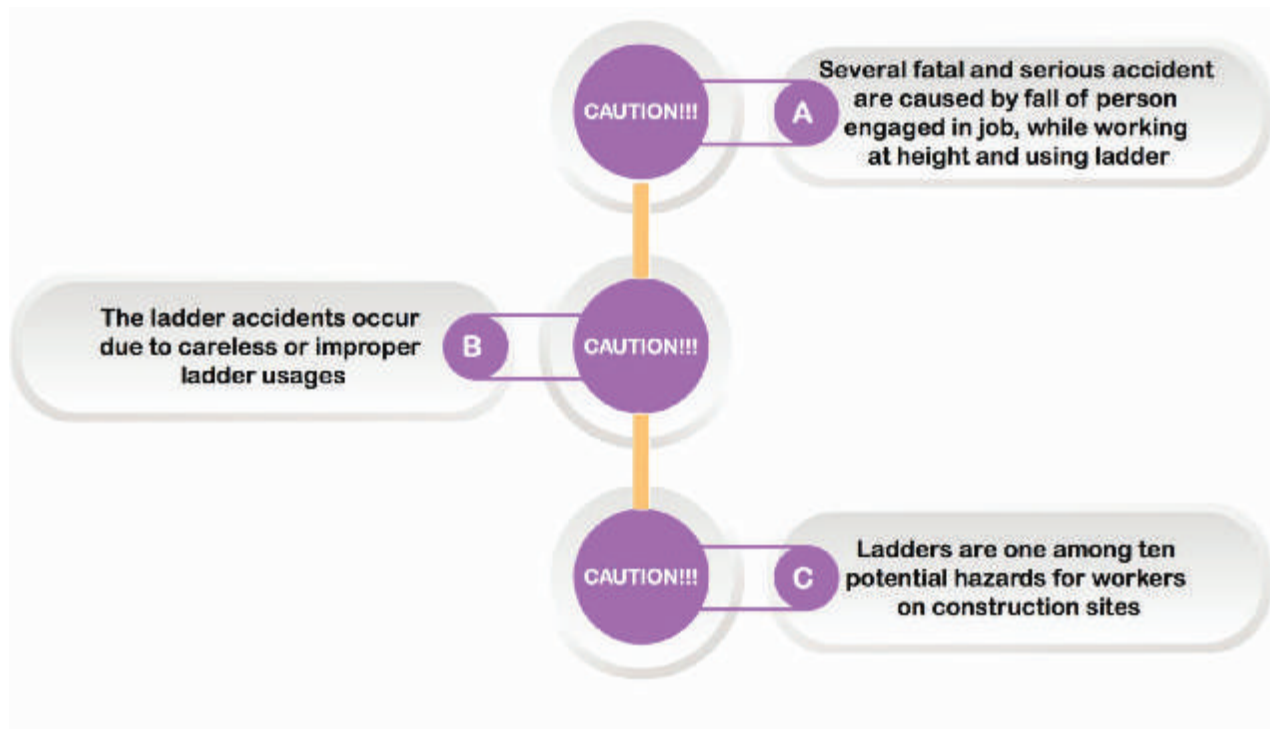 CAUTION!!!
A
Several fatal and serious accident
are caused by fall of person
engaged in job, while working
at height and using ladder
The ladder accidents occur
due to careless or improper
ladder usages
B
CAUTION!!!
CAUTION!!!
C
Ladders are one among ten
potential hazards for workers
on construction sites